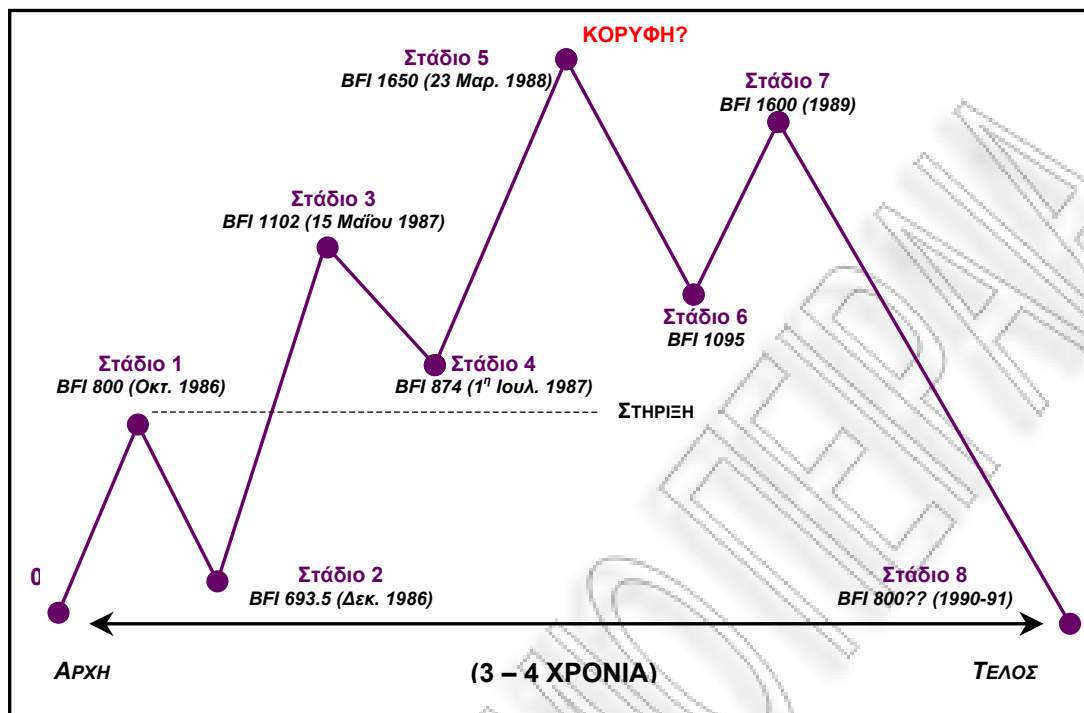 ΚΟΡΥΦΗ?
Στάδιο 5
BFI 1650 (23 Μαρ. 1988)
Στάδιο 7
BFI 1600 (1989)
Στάδιο 3
BFI 1102 (15 Μαΐου 1987)
Στάδιο 6
BFI 1095
Στάδιο 1
BFI 800 (Οκτ. 1986)
Στάδιο 4
BFI 874 (1η Ιουλ. 1987)
ΣΤΗΡΙΞΗ
0
Στάδιο 2
BFI 693.5 (Δεκ. 1986)
Στάδιο 8
BFI 800?? (1990-91)
ΑΡΧΗ
(3 – 4 ΧΡΟΝΙΑ)
ΤΕΛΟΣ